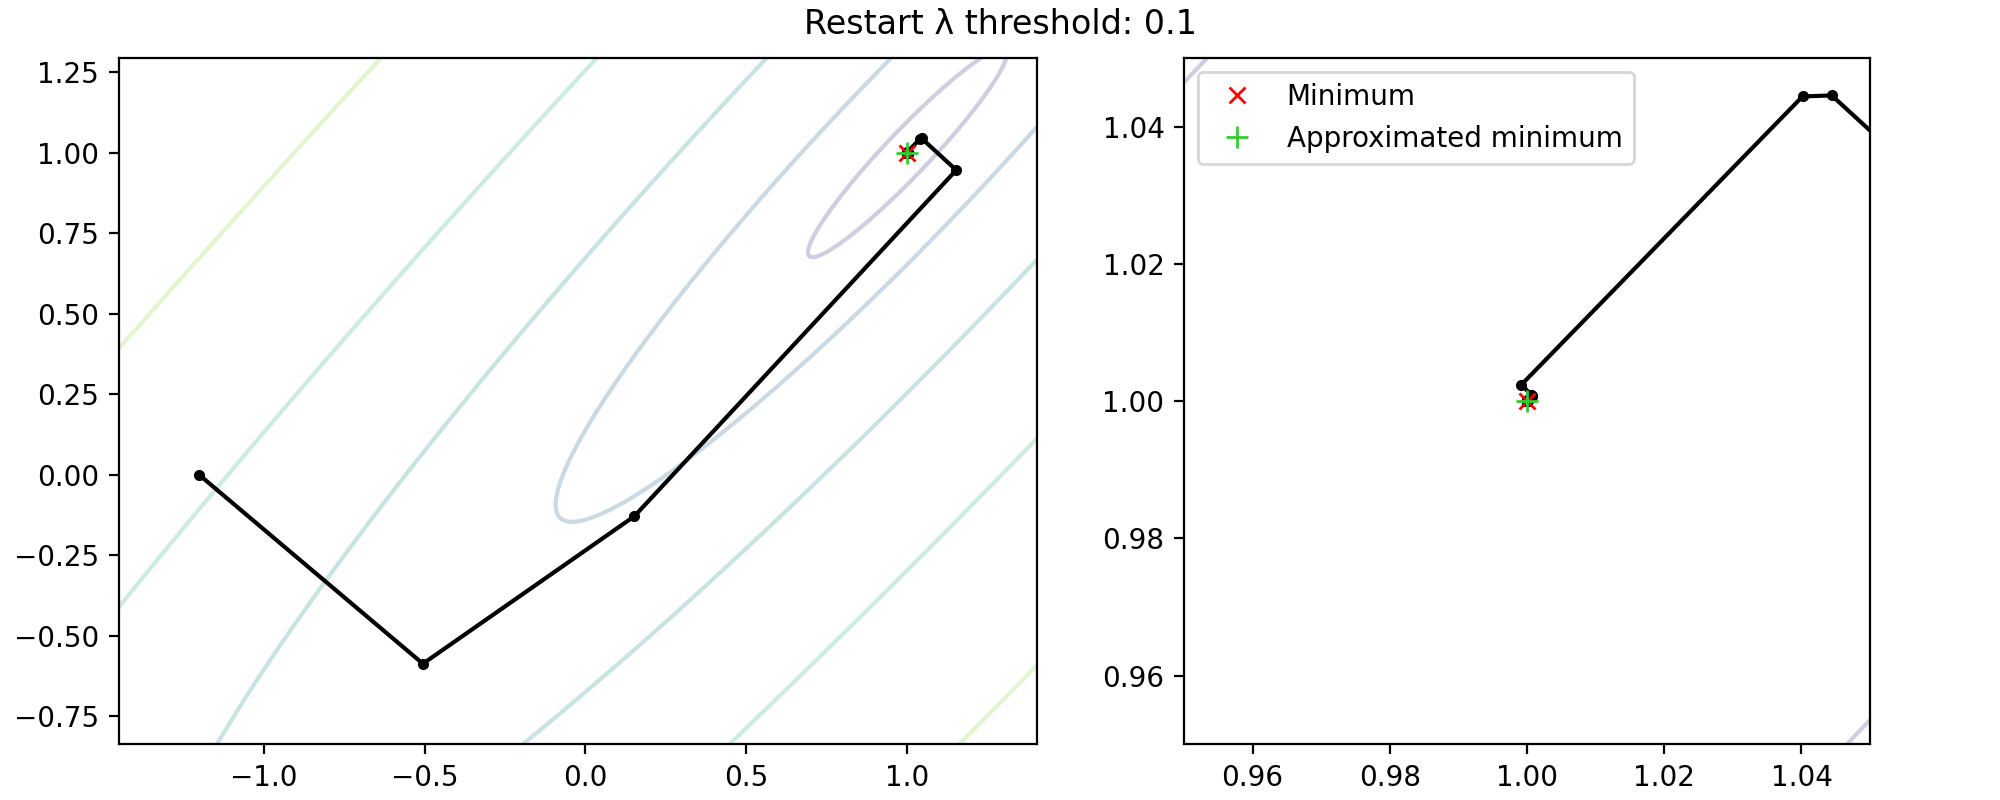 Restart λ threshold: 0.1
1.25
1.00
0.75
0.50
0.25
0.00
−0.25
−0.50
−0.75
−1.0 −0.5 0.0 0.5 1.0
Minimum
Approximated minimum
1.04
1.02
1.00
0.98
0.96
0.96 0.98 1.00 1.02 1.04